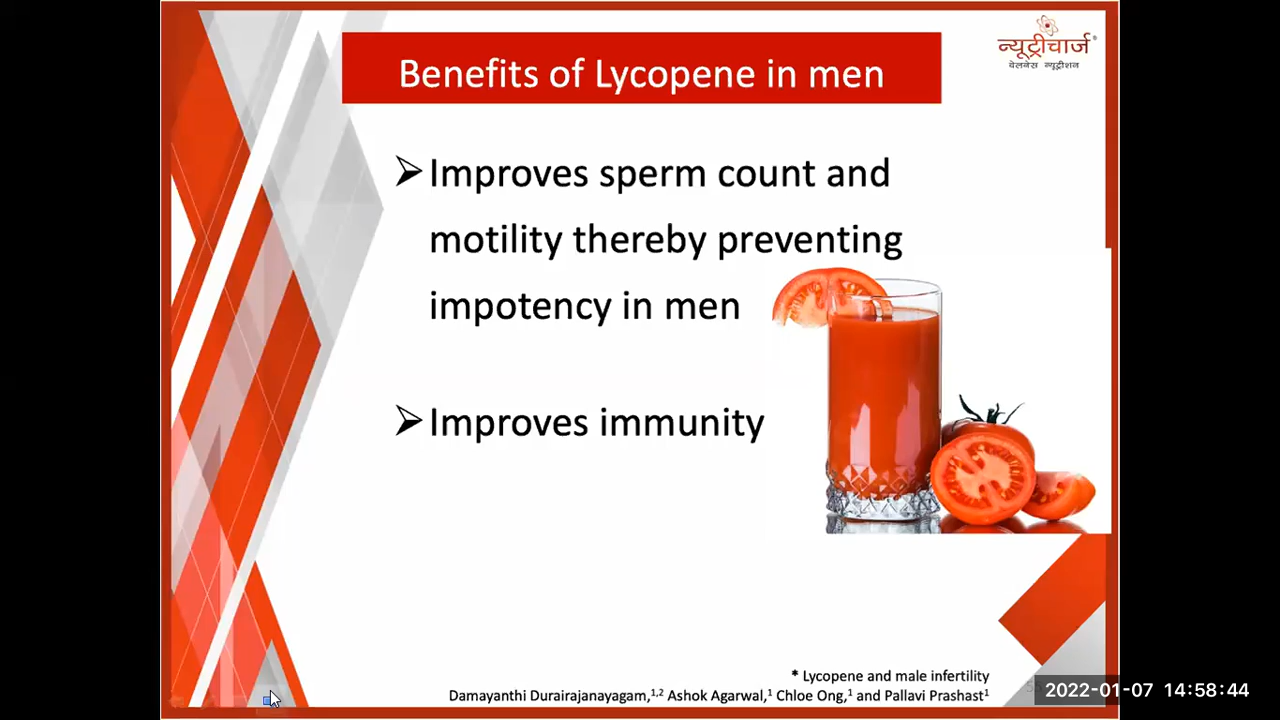 Benefits of Lycopene in men
न्यूट्रीचार्ज®
वेलनेस न्यूट्रीशन
➢Improves sperm count and
motility thereby preventing
impotency in men
➢Improves immunity
* Lycopene and male infertility
Damayanthi Durairajanayagam,1,2 Ashok Agarwal,1 Chloe Ong,1 and Pallavi Prashast1
2022-01-07 14:58:44